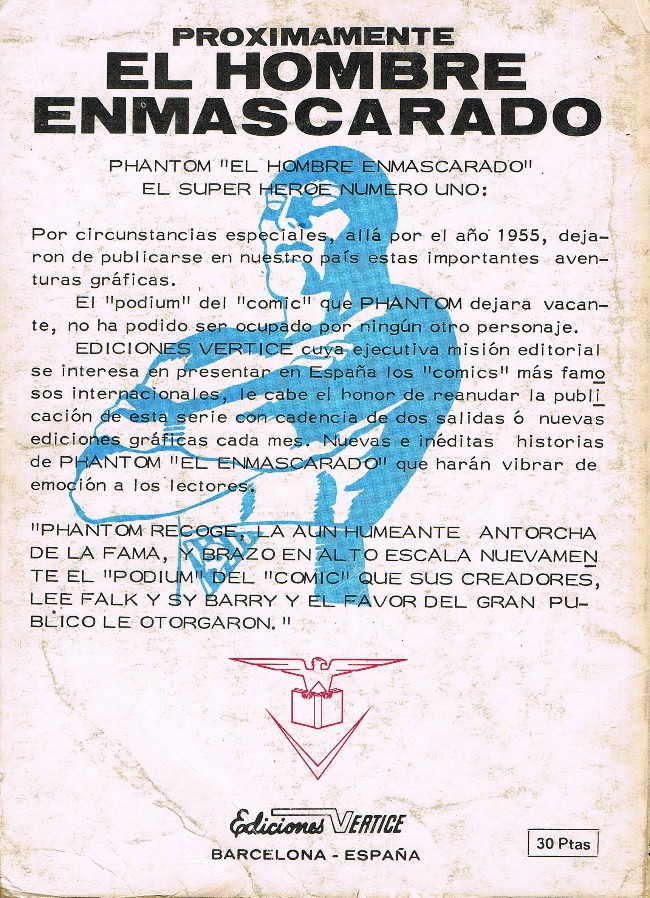 PROXIMAMENTE
EL HOMBRE
ENMASCARADO
PHANTOM "EL HOMBRE ENMASCARADO"
EL SUPER HEROE NUMERO UNO:
Por circunstancias especiales, allá por el año 1955, deja-
ron de publicarse en nuestro país estas importantes aven-
turas gráficas.
El "podium" del "comic" que PHANTOM dejara vacan-
te, no ha podido ser ocupado por ningún otro personaje.
EDICIONES VERTICE cuya ejecutiva misión editorial
se interesa en presentar en España los "comics" más famo
sos internacionales, le cabe el honor de reanudar la publi
cación de esta serie con cadencia de dos salidas ó nuevas
ediciones gráficas cada mes. Nuevas e inéditas historias
de PHANTOM "EL ENMASCARADO" que harán vibrar de
emoción a los lectores.
"PHANTOM RECOGE, LA AUN HUMEANTE ANTORCHA
DE LA FAMA, Y BRAZO EN ALTO ESCALA NUEVAMEN
TE EL "PODIUM" DEL "COMIC" QUE SUS CREADORES,
LEE FALK Y SY BARRY Y EL FAVOR DEL GRAN PU-
BLICO LE OTORGARON."
Ediciones VERTICE
BARCELONA - ESPAÑA
30 Ptas